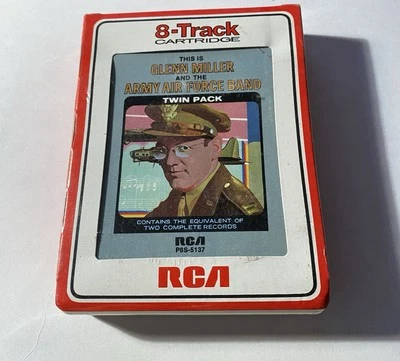 8-Track
CARTRIDGE
THIS IS
GLENN MILLER
AND THE
ARMY AIR FORCE BAND
TWIN PACK
CONTAINS THE EQUIVALENT OF
TWO COMPLETE RECORDS
RCA
P8S-5137
RCA